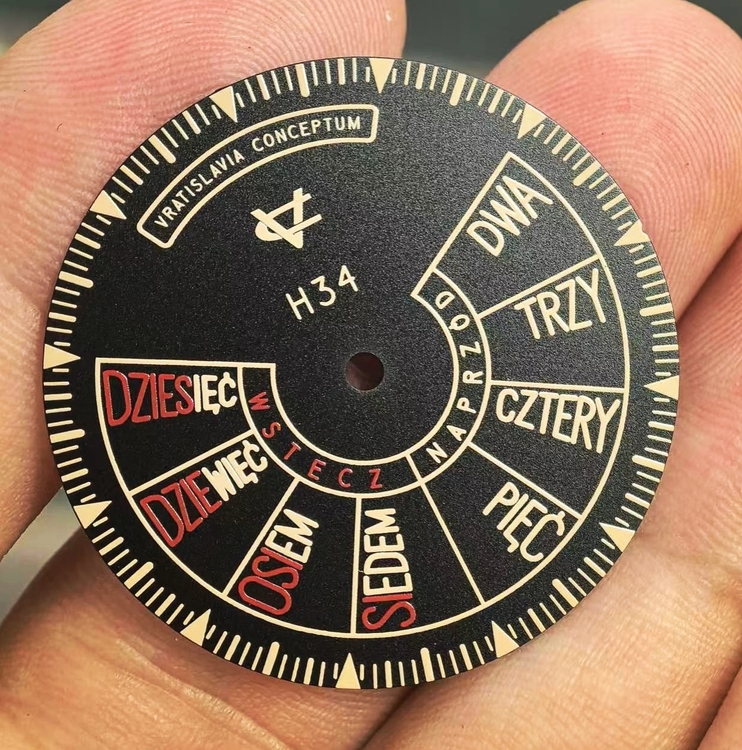 VRATISLAVIA CONCEPTUM
H34
DWA
TRZY
CZTERY
PIĘĆ
SIEDEM
OSIEM
DZIEWIĘĆ
DZIESIĘĆ
NAPRZÓD
WSTECZ